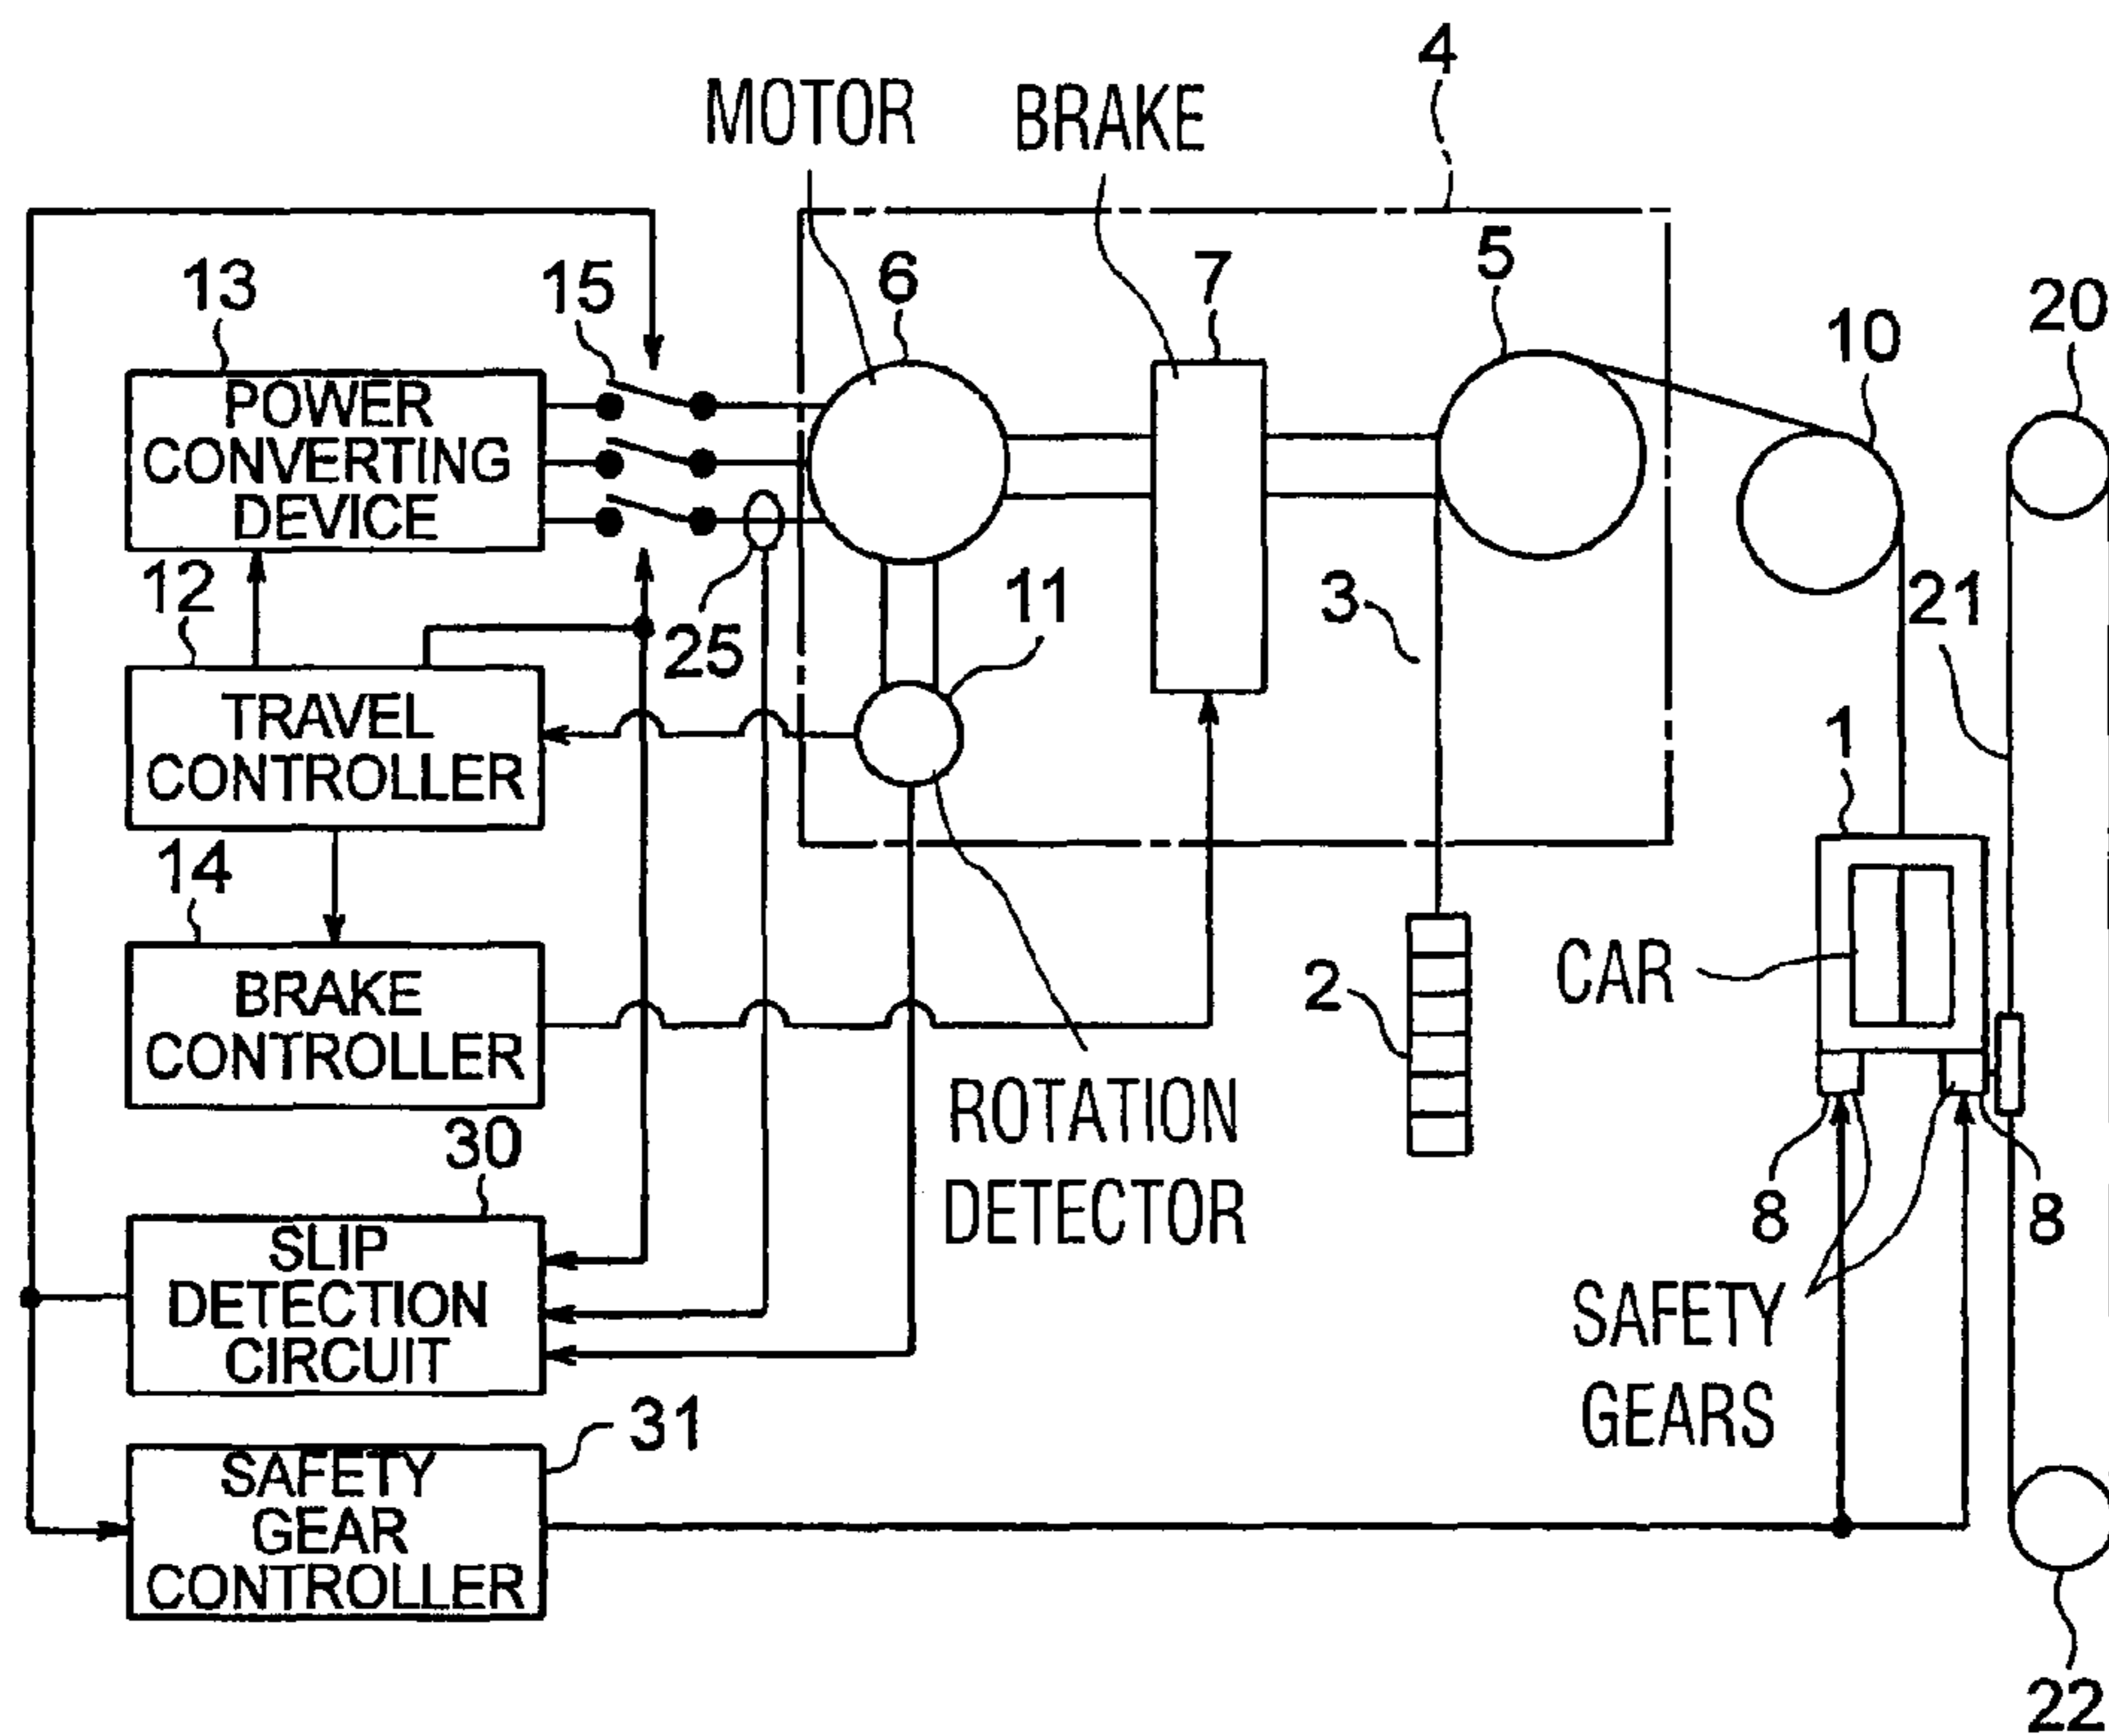 4
MOTOR
BRAKE
13
15
6
7
5
10
20
POWER
CONVERTING
DEVICE
12
25
11
3
21
TRAVEL
CONTROLLER
1
14
BRAKE
CONTROLLER
2
CAR
30
ROTATION
DETECTOR
8
8
SLIP
DETECTION
CIRCUIT
SAFETY
GEARS
31
SAFETY
GEAR
CONTROLLER
22